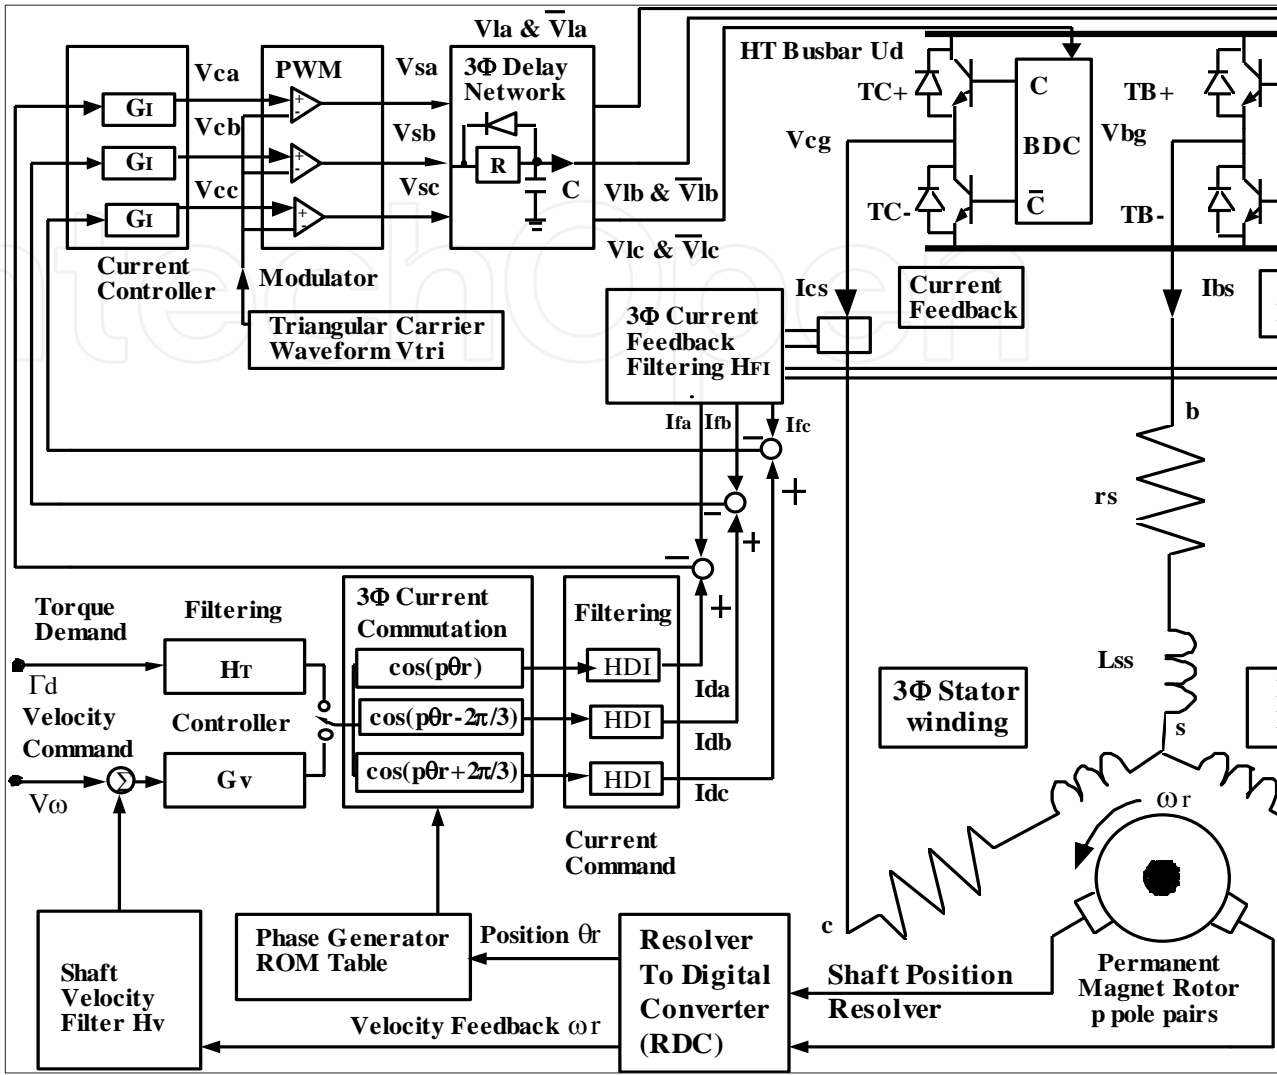 Vla & V̅la
HT Busbar Ud
Vca
PWM
Vsa
3Φ Delay
Network
GI
+
-
TC+
C
TB+
Vcb
Vsb
Vcg
Vbg
GI
+
-
R
BDC
Vcc
Vsc
C
Vlb & V̅lb
GI
+
-
TC-
C̅
TB-
Vlc & V̅lc
Current
Controller
Modulator
Triangular Carrier
Waveform Vtri
3Φ Current
Feedback
Filtering HFI
Ics
Current
Feedback
Ibs
Ifa
Ifb
Ifc
b
−
+
rs
−
+
−
+
Torque
Demand
Filtering
3Φ Current
Commutation
Filtering
HT
cos(pθr)
HDI
Ida
Lss
Γd
Velocity
Command
Controller
cos(pθr-2π/3)
HDI
Idb
3Φ Stator
winding
s
Σ
Gv
cos(pθr+2π/3)
HDI
Idc
Vω
ωr
Current
Command
Phase Generator
ROM Table
Position θr
Resolver
To Digital
Converter
(RDC)
c
Shaft
Velocity
Filter Hv
Shaft Position
Resolver
Permanent
Magnet Rotor
p pole pairs
Velocity Feedback ωr